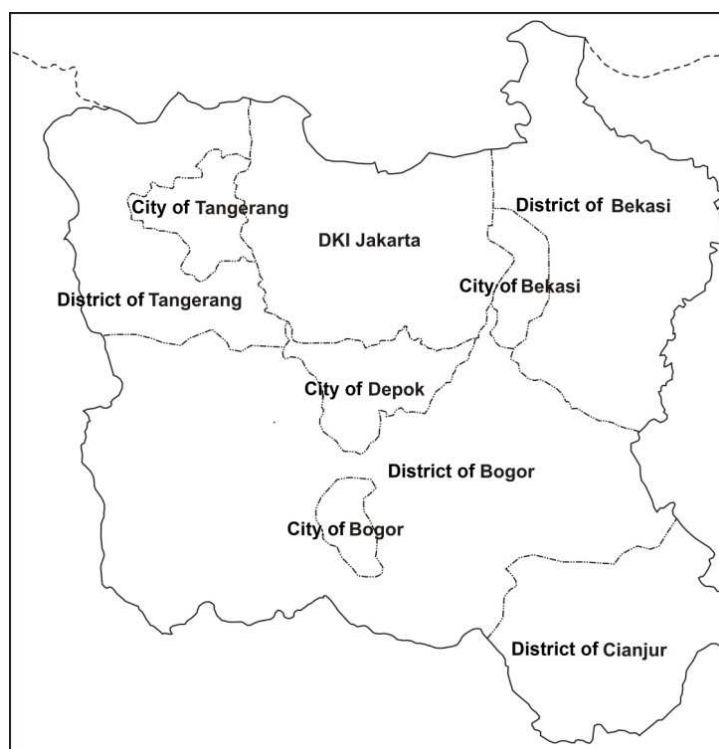 District of Bekasi
City of Tangerang
DKI Jakarta
City of Bekasi
District of Tangerang
City of Depok
District of Bogor
City of Bogor
District of Cianjur